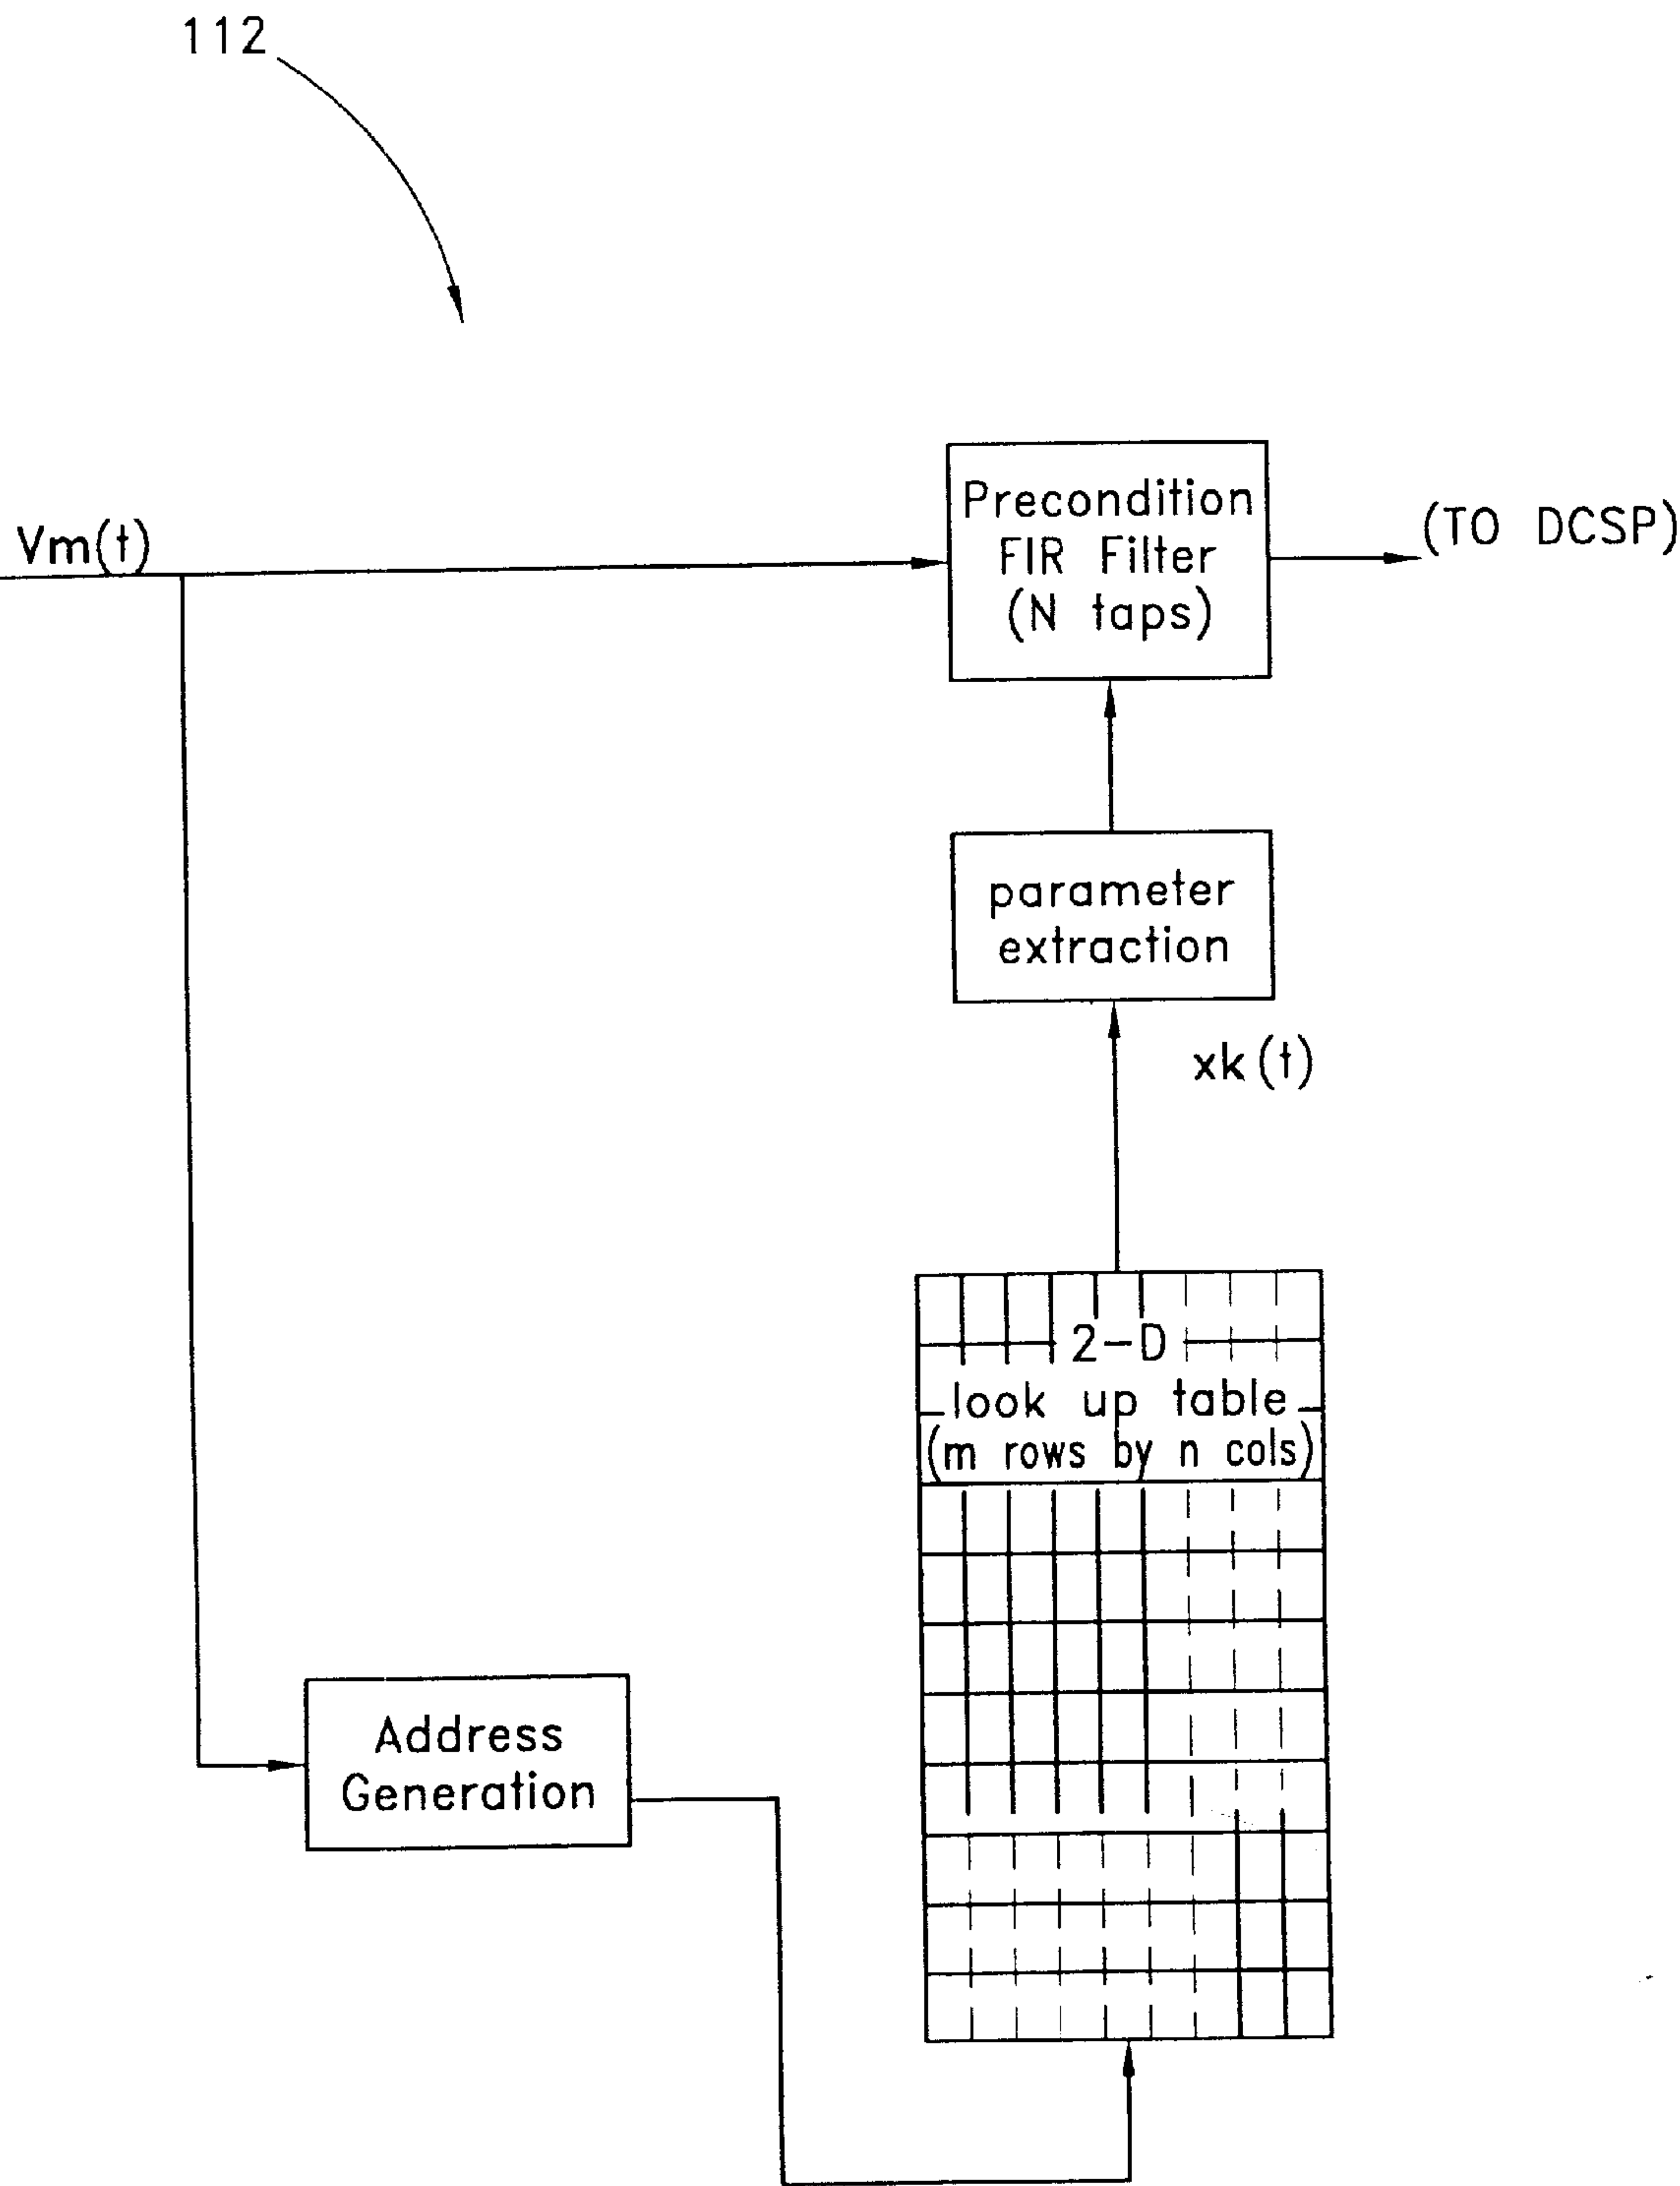 112
Vm(t)
Precondition
FIR Filter
(N taps)
(TO DCSP)
parameter
extraction
xk(t)
2-D
look up table
(m rows by n cols)
Address
Generation